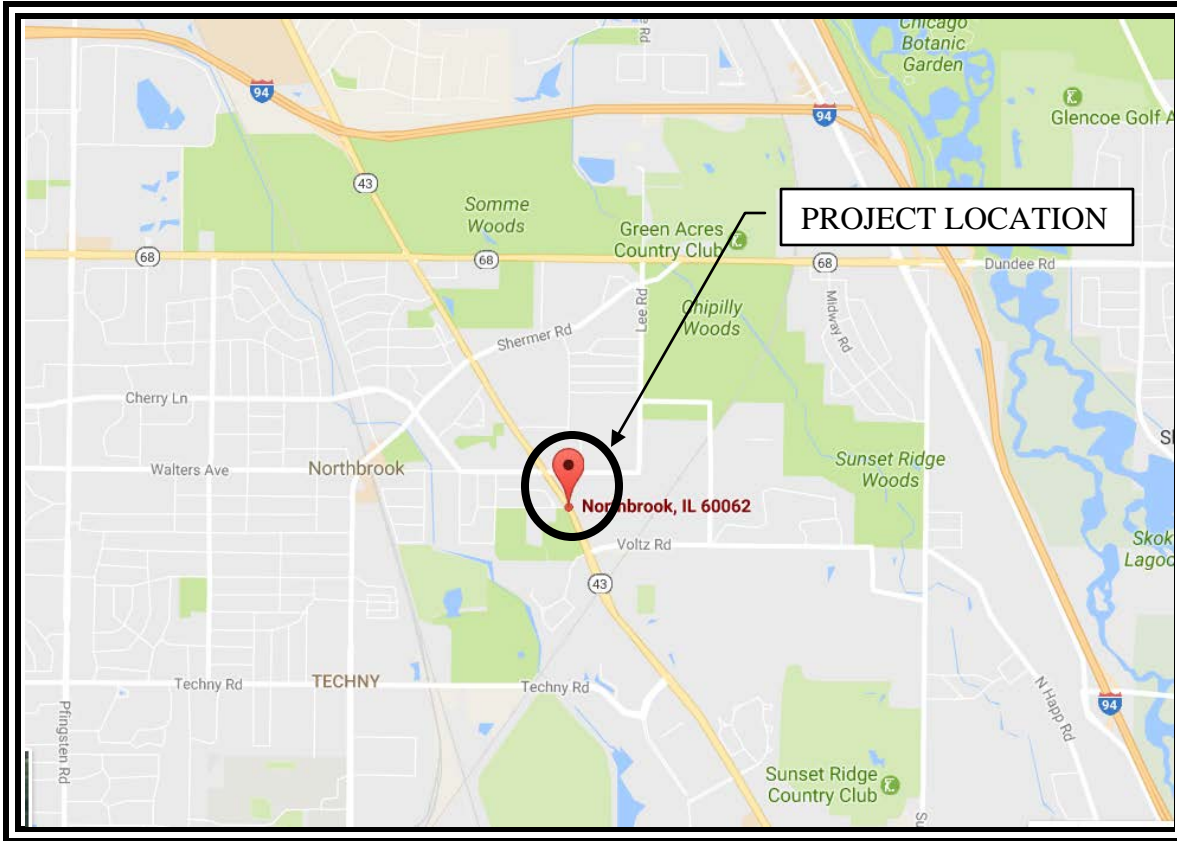 Chicago
Botanic
Garden
Rd
94
94
Glencoe Golf
43
Somme
Woods
PROJECT LOCATION
Green Acres
Country Club
68
68
68
Dundee Rd
Lee Rd
Chipilly
Woods
Midway Rd
Shermer Rd
Cherry Ln
Walters Ave
Northbrook
Sunset Ridge
Woods
Northbrook, IL 60062
Voltz Rd
Skok
Lagoo
43
Techny Rd
TECHNY
Techny Rd
N Happ Rd
94
Pfingsten Rd
Sunset Ridge
Country Club
Su